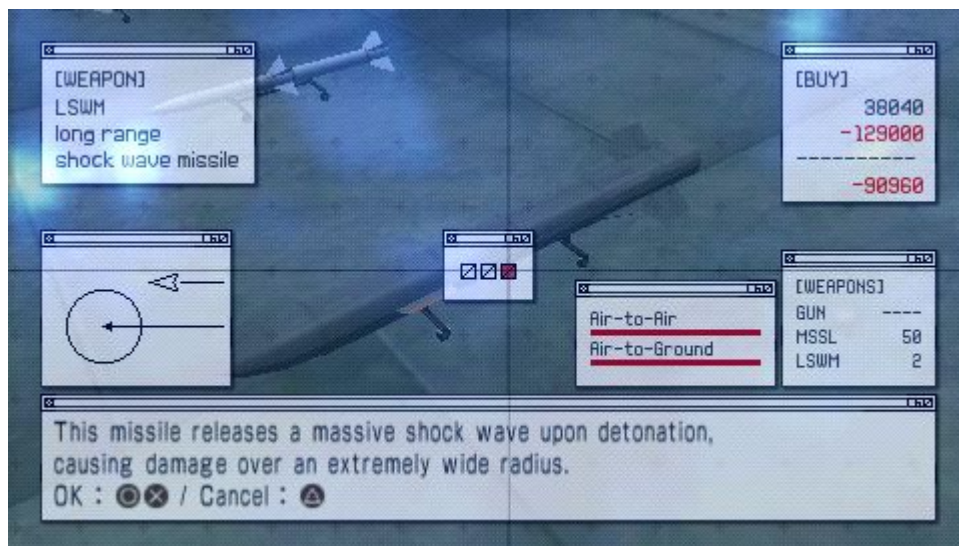 [WEAPON]
LSWM
long range
shock wave missile
[BUY]
38040
-129000
-----------
-90960
Air-to-Air
Air-to-Ground
[WEAPONS]
GUN ----
MSSL 50
LSWM 2
This missile releases a massive shock wave upon detonation,
causing damage over an extremely wide radius.
OK : / Cancel :